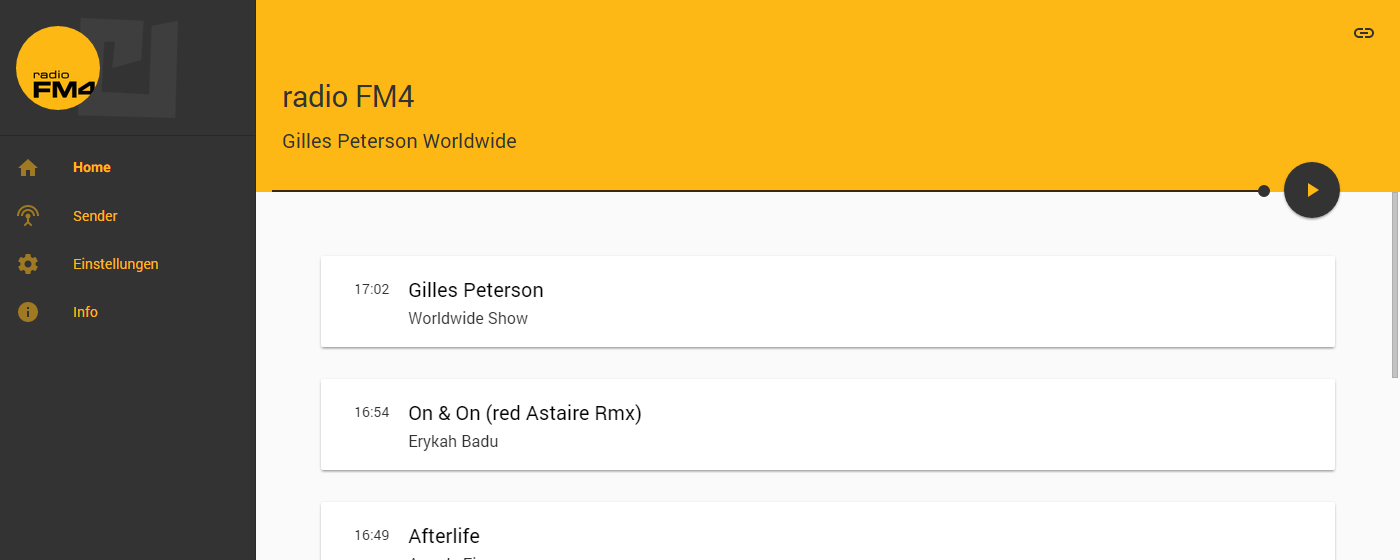 radio
FM4
Home
Sender
Einstellungen
Info
radio FM4
Gilles Peterson Worldwide
17:02 Gilles Peterson
Worldwide Show
16:54 On & On (red Astaire Rmx)
Erykah Badu
16:49 Afterlife